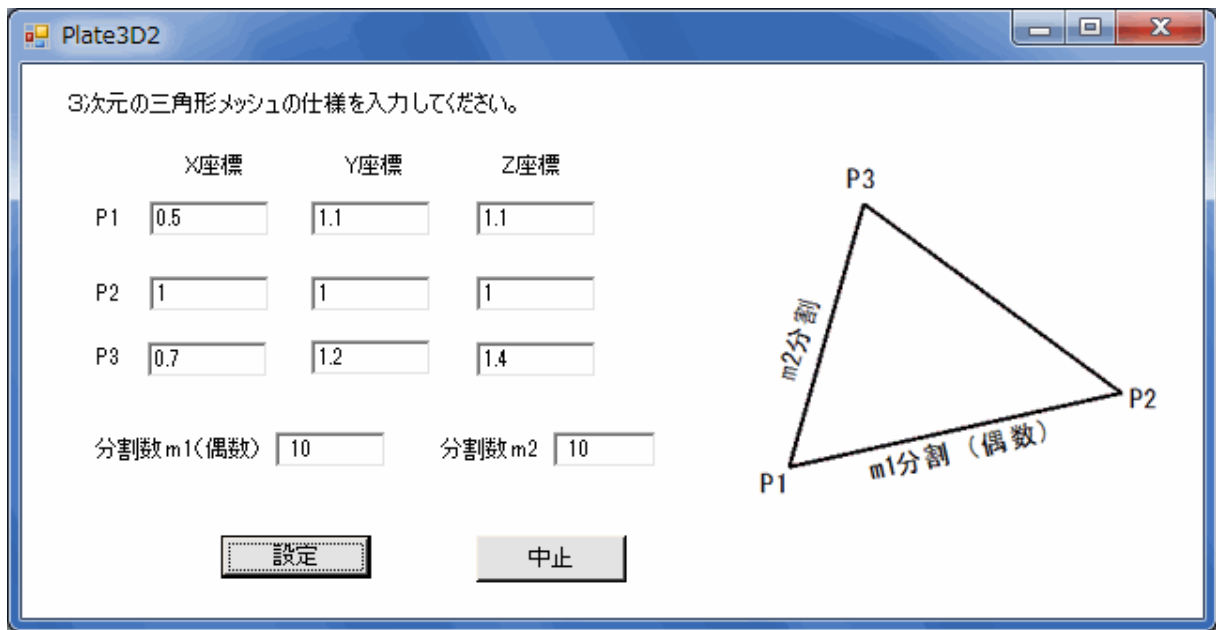 Plate3D2
3次元の三角形メッシュの仕様を入力してください。
X座標 Y座標 Z座標
P1 0.5 1.1 1.1
P2 1 1 1
P3 0.7 1.2 1.4
分割数m1(偶数) 10 分割数m2 10
設定 中止
P3
m2分割
P2
m1分割(偶数)
P1